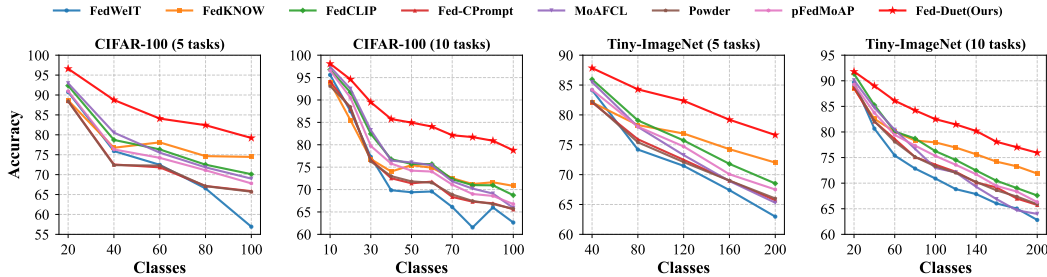 FedWeIT FedKNOW FedCLIP Fed-CPrompt MoAFCL Powder pFedMoAP Fed-Duet(Ours)
CIFAR-100 (5 tasks) CIFAR-100 (10 tasks) Tiny-ImageNet (5 tasks) Tiny-ImageNet (10 tasks)
Accuracy
100 95 90 85 80 75 70 65 60 55
20 40 60 80 100
Classes
100 95 90 85 80 75 70 65 60
10 30 50 70 100
Classes
90 85 80 75 70 65 60
40 80 120 160 200
Classes
95 90 85 80 75 70 65 60
20 60 80 100 140 200
Classes